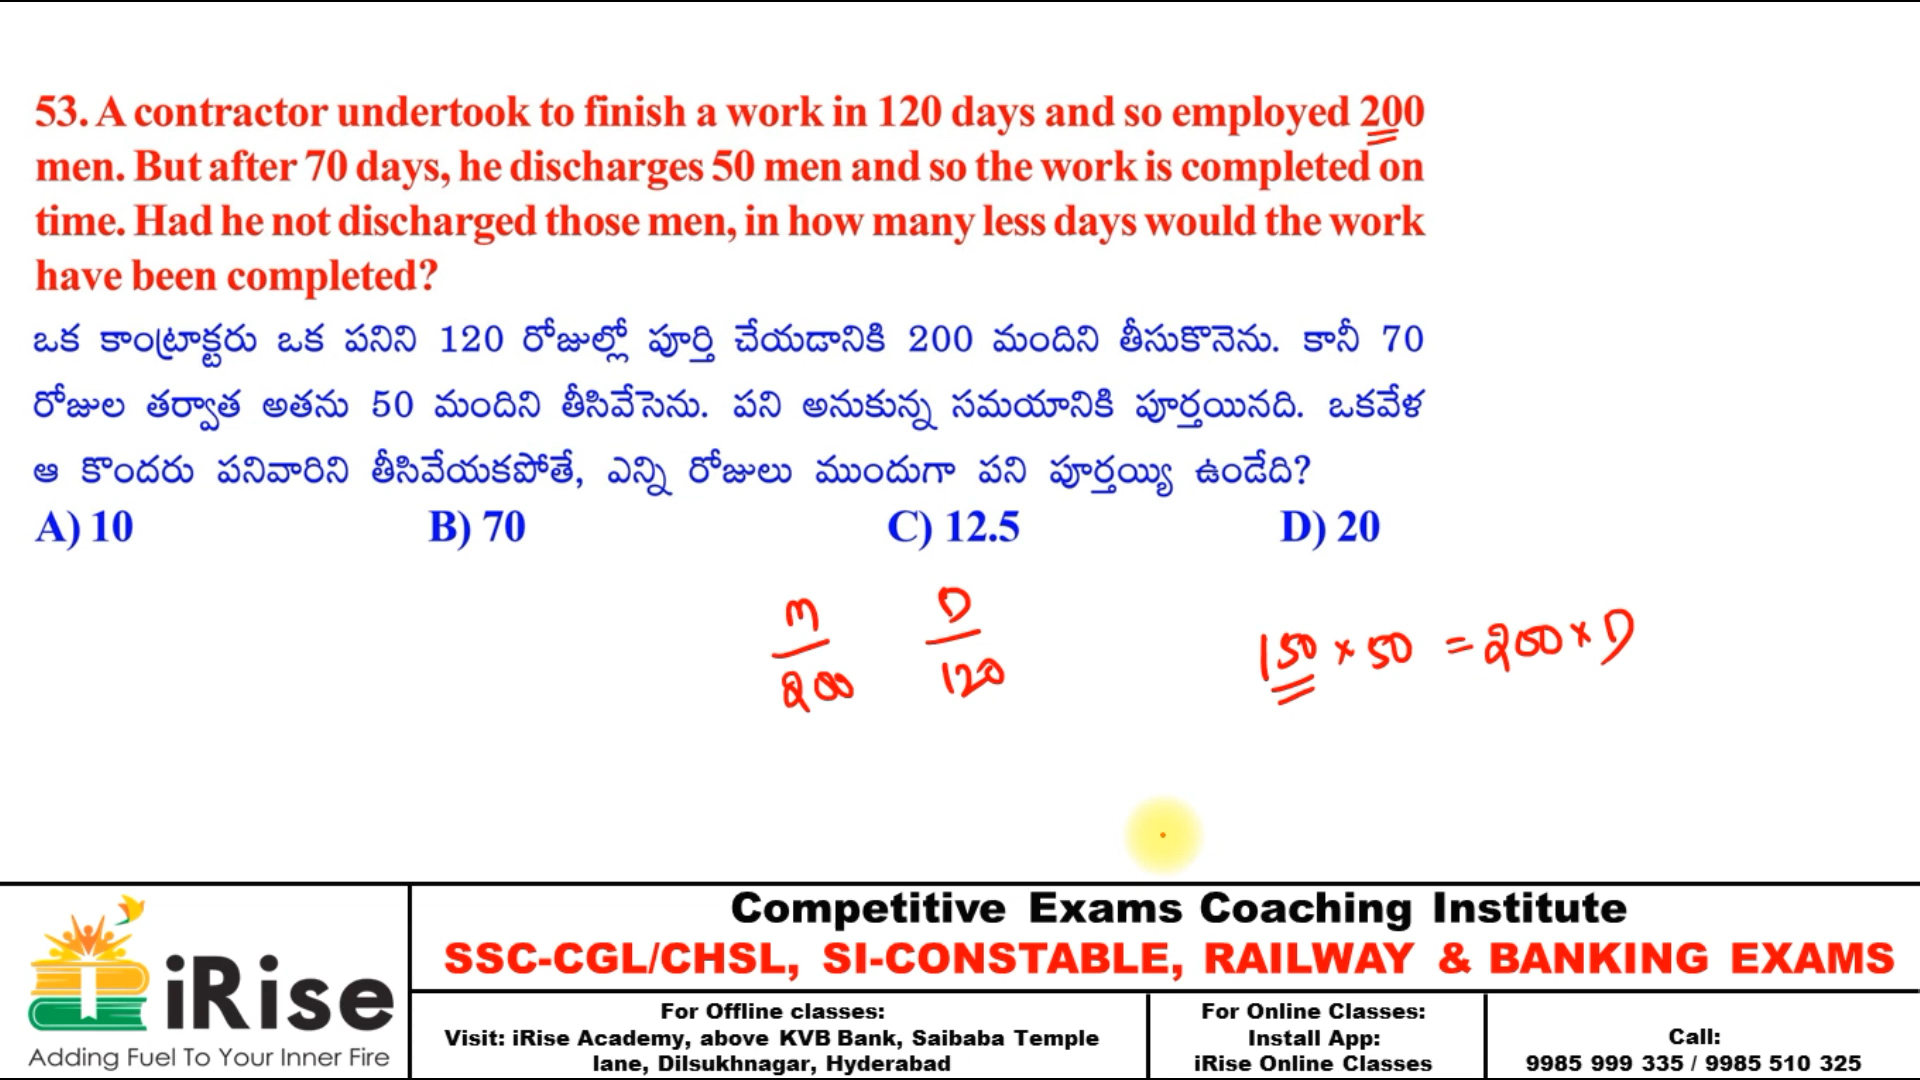 53. A contractor undertook to finish a work in 120 days and so employed 200
men. But after 70 days, he discharges 50 men and so the work is completed on
time. Had he not discharged those men, in how many less days would the work
have been completed?
ఒక కాంట్రాక్టరు ఒక పనిని 120 రోజుల్లో పూర్తి చేయడానికి 200 మందిని తీసుకొనెను. కానీ 70
రోజుల తర్వాత అతను 50 మందిని తీసివేసెను. పని అనుకున్న సమయానికి పూర్తయినది. ఒకవేళ
ఆ కొందరు పనివారిని తీసివేయకపోతే, ఎన్ని రోజులు ముందుగా పని పూర్తయ్యి ఉండేది?
A) 10 B) 70 C) 12.5 D) 20
M D
200 120
150 × 50 = 200 × D
iRise
Adding Fuel To Your Inner Fire
Competitive Exams Coaching Institute
SSC-CGL/CHSL, SI-CONSTABLE, RAILWAY & BANKING EXAMS
For Offline classes:
Visit: iRise Academy, above KVB Bank, Saibaba Temple
lane, Dilsukhnagar, Hyderabad
For Online Classes:
Install App:
iRise Online Classes
Call:
9985 999 335 / 9985 510 325